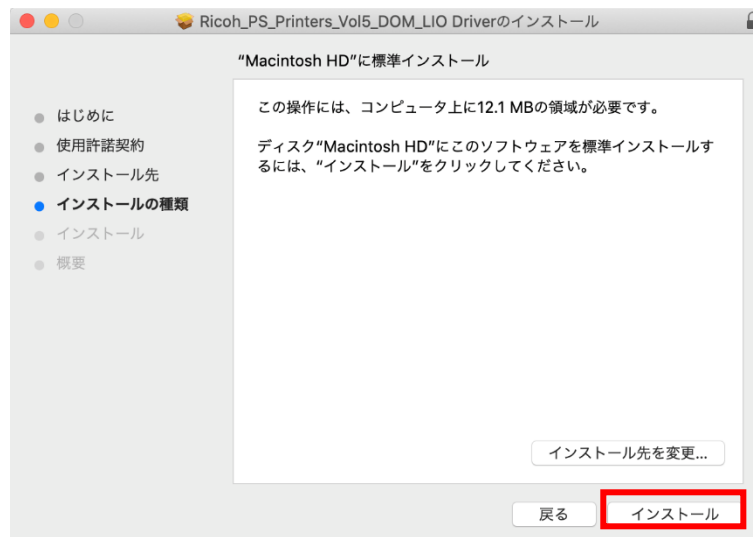 Ricoh_PS_Printers_Vol5_DOM_LIO Driverのインストール
"Macintosh HD"に標準インストール
はじめに
使用許諾契約
インストール先
インストールの種類
インストール
概要
この操作には、コンピュータ上に12.1 MBの領域が必要です。
ディスク"Macintosh HD"にこのソフトウェアを標準インストールす
るには、"インストール"をクリックしてください。
インストール先を変更...
戻る
インストール